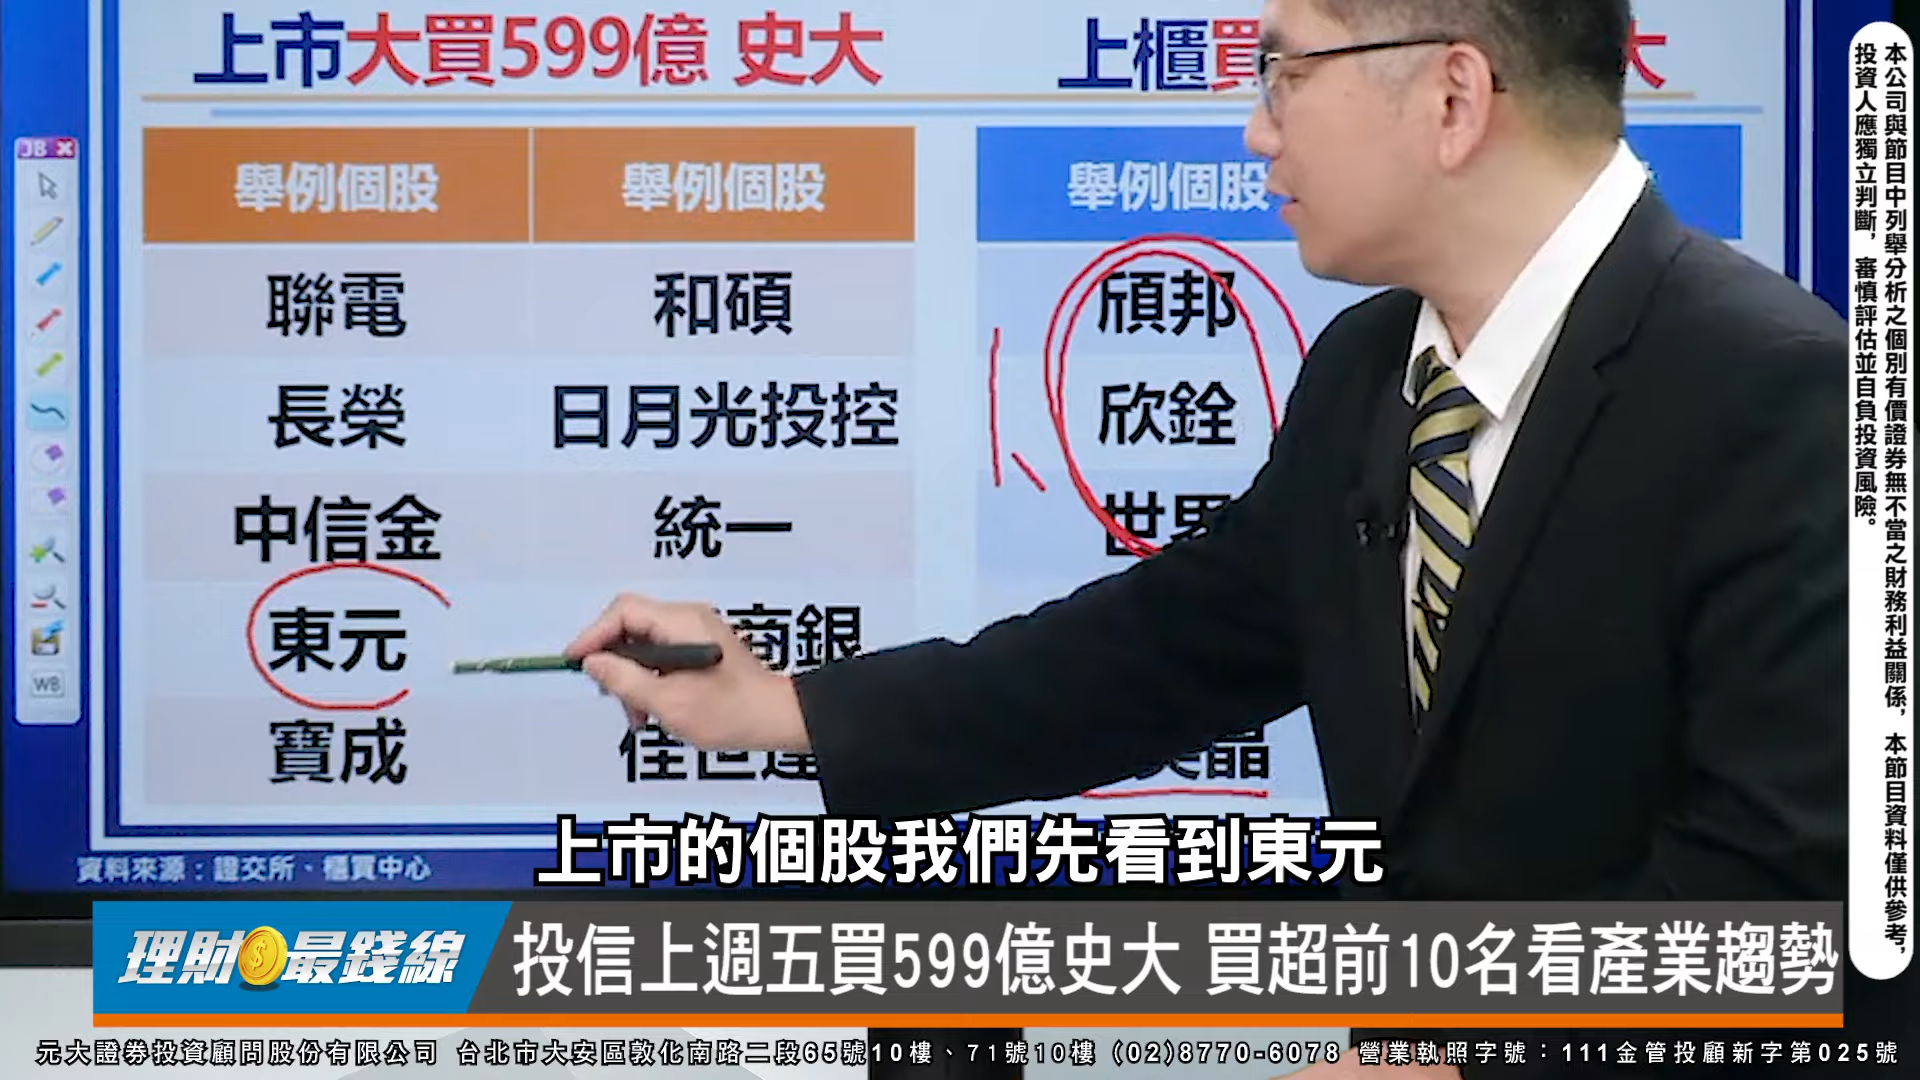 上市大買599億 史大
上櫃買 大
舉例個股 舉例個股 舉例個股
聯電 和碩 頎邦
長榮 日月光投控 欣銓
中信金 統一 世界
東元 商銀
寶成 佳世達 晶
JB
WB
資料來源：證交所、櫃買中心
上市的個股我們先看到東元
理財最錢線
投信上週五買599億史大 買超前10名看產業趨勢
元大證券投資顧問股份有限公司 台北市大安區敦化南路二段65號10樓、71號10樓 (02)8770-6078 營業執照字號：111金管投顧新字第025號
本公司與節目中列舉分析之個別有價證券無不當之財務利益關係，本節目資料僅供參考，
投資人應獨立判斷，審慎評估並自負投資風險。